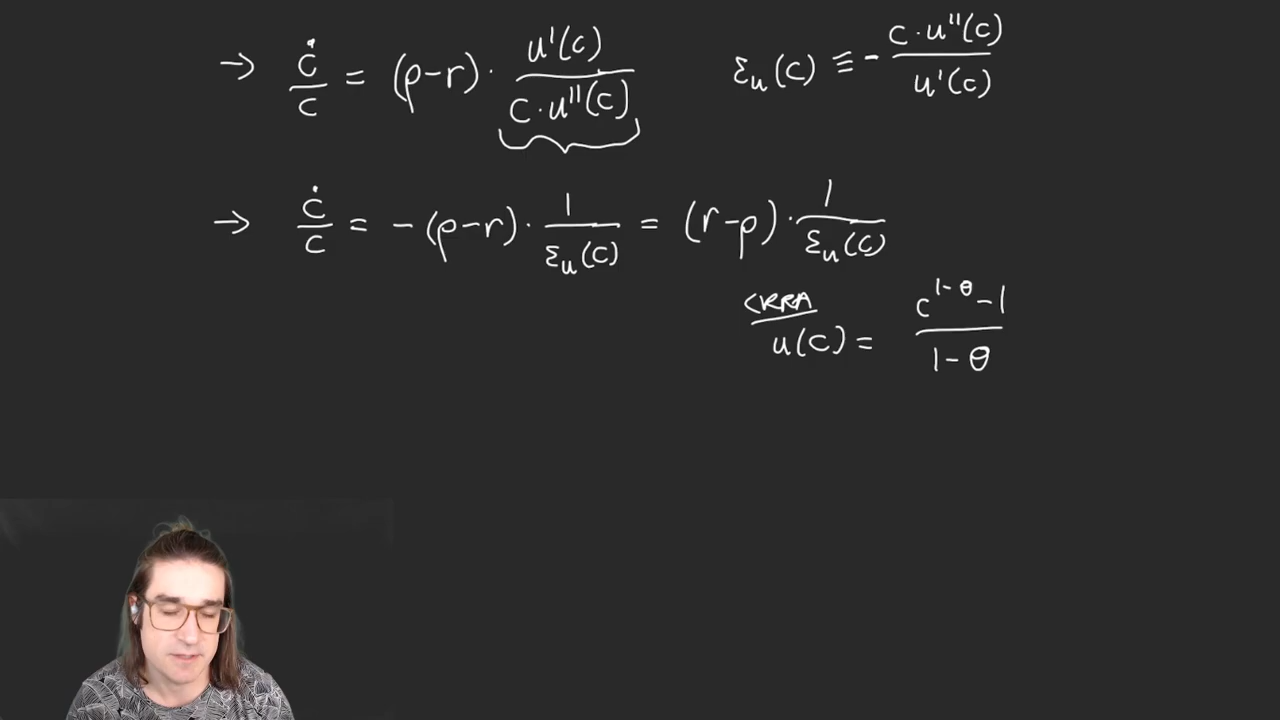 → ċ/c = (ρ-r) · u'(c)/(c·u''(c))    ε_u(c) ≡ - (c·u''(c))/u'(c)
→ ċ/c = -(ρ-r) · 1/ε_u(c) = (r-ρ) · 1/ε_u(c)
CRRA
u(c) = (c^(1-θ) - 1)/(1-θ)